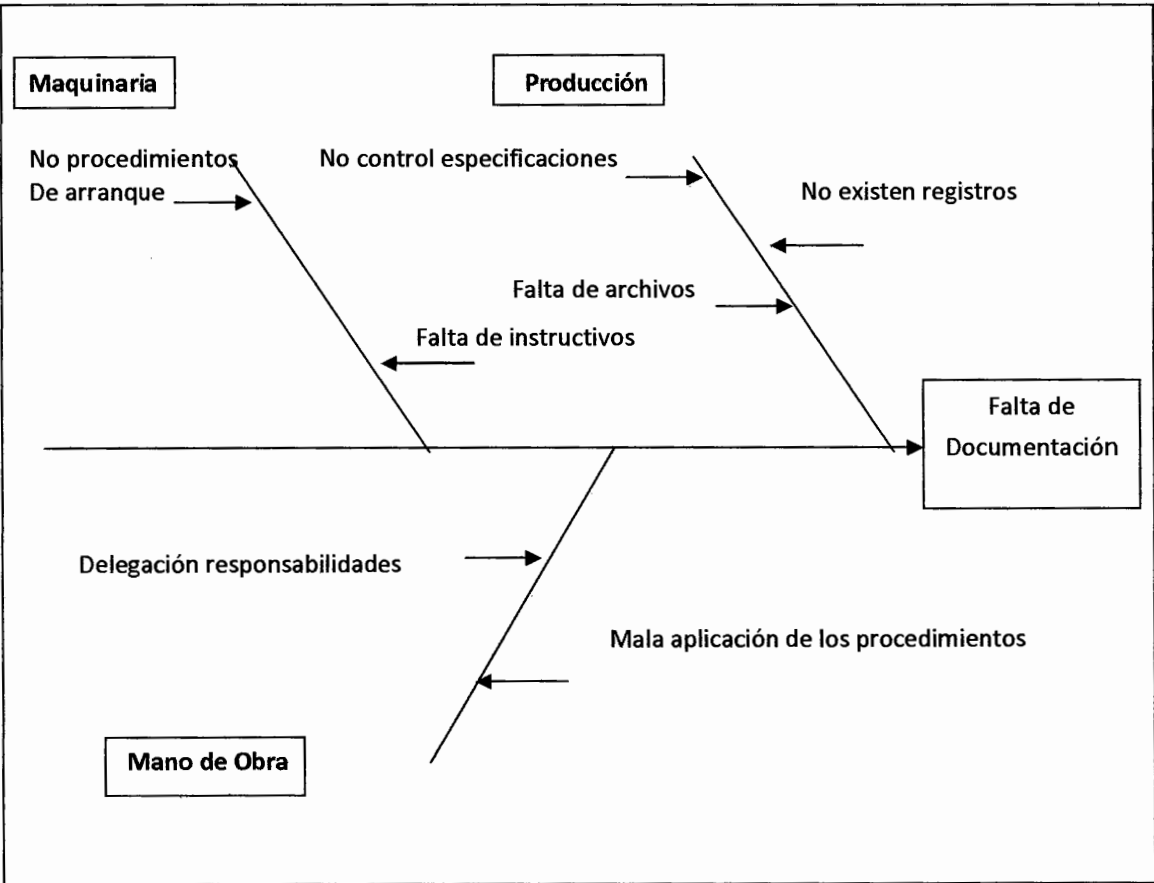 Maquinaria
Producción
No procedimientos
De arranque
No control especificaciones
No existen registros
Falta de archivos
Falta de instructivos
Falta de
Documentación
Delegación responsabilidades
Mala aplicación de los procedimientos
Mano de Obra